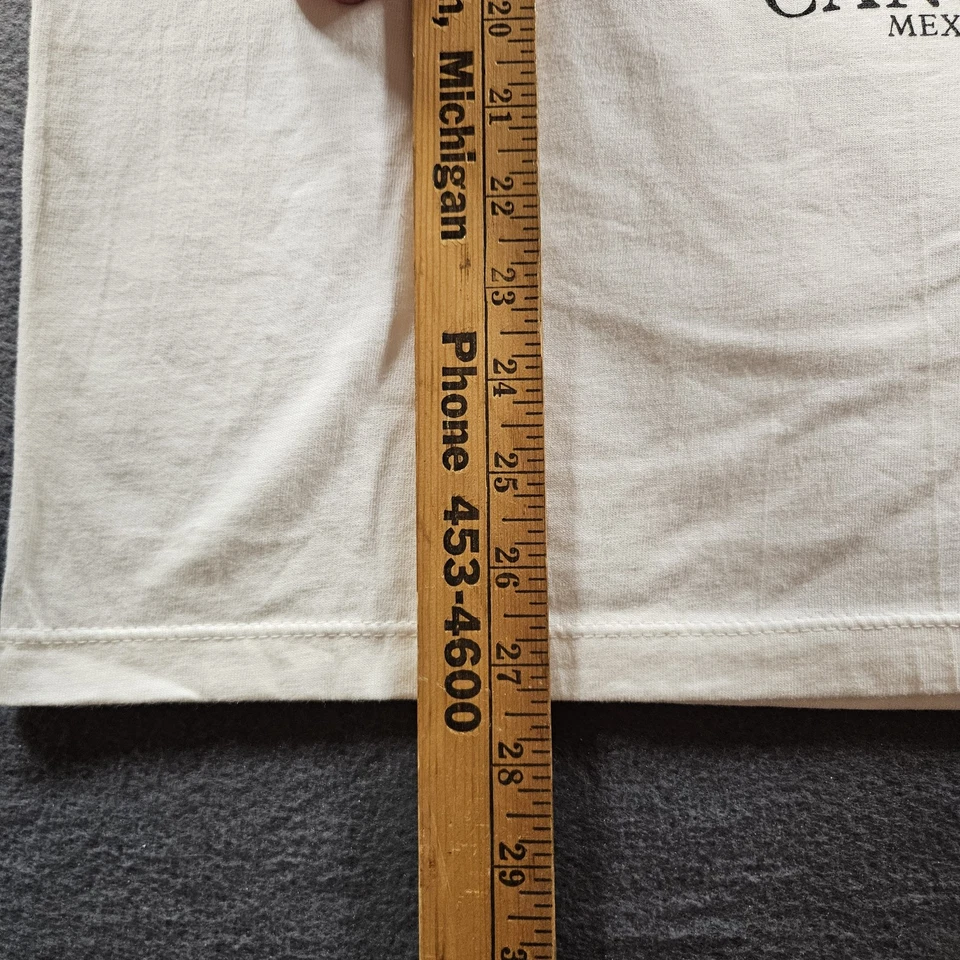 , Michigan Phone 453-4600
20 21 22 23 24 25 26 27 28 29
MEX